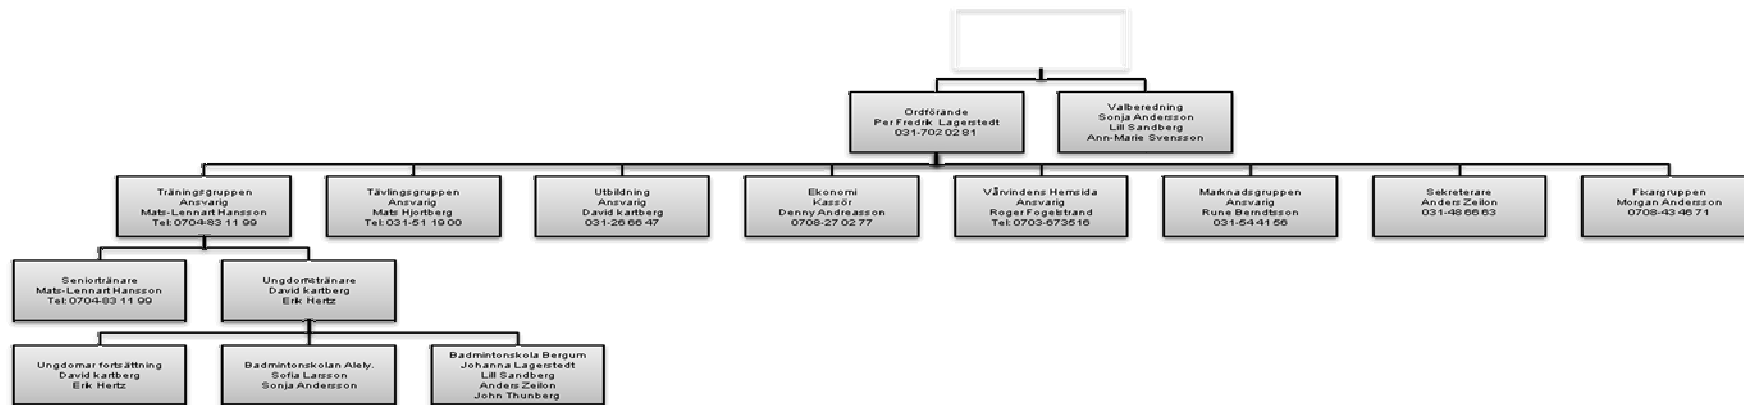 Ordförande
Per Fredrik Lagerstedt
031-702 02 81
Valberedning
Sonja Andersson
Lill Sandberg
Ann-Marie Svensson
Träningsgruppen
Ansvarig
Mats-Lennart Hansson
Tel: 0704-83 11 99
Tävlingsgruppen
Ansvarig
Mats Hjortberg
Tel: 031-51 19 00
Utbildning
Ansvarig
David kartberg
031-26 66 47
Ekonomi
Kassör
Denny Andreasson
0708-27 02 77
Vårvindens Hemsida
Ansvarig
Roger Fogelstrand
Tel: 0703-673516
Marknadsgruppen
Ansvarig
Rune Berndtsson
031-54 41 56
Sekreterare
Anders Zeilon
031-48 66 63
Fixargruppen
Morgan Andersson
0708-43 46 71
Seniortränare
Mats-Lennart Hansson
Tel: 0704-83 11 99
Ungdomstränare
David kartberg
Erik Hertz
Ungdomar fortsättning
David kartberg
Erik Hertz
Badmintonskolan Alely.
Sofia Larsson
Sonja Andersson
Badmintonskola Bergum
Johanna Lagerstedt
Lill Sandberg
Anders Zeilon
John Thunberg